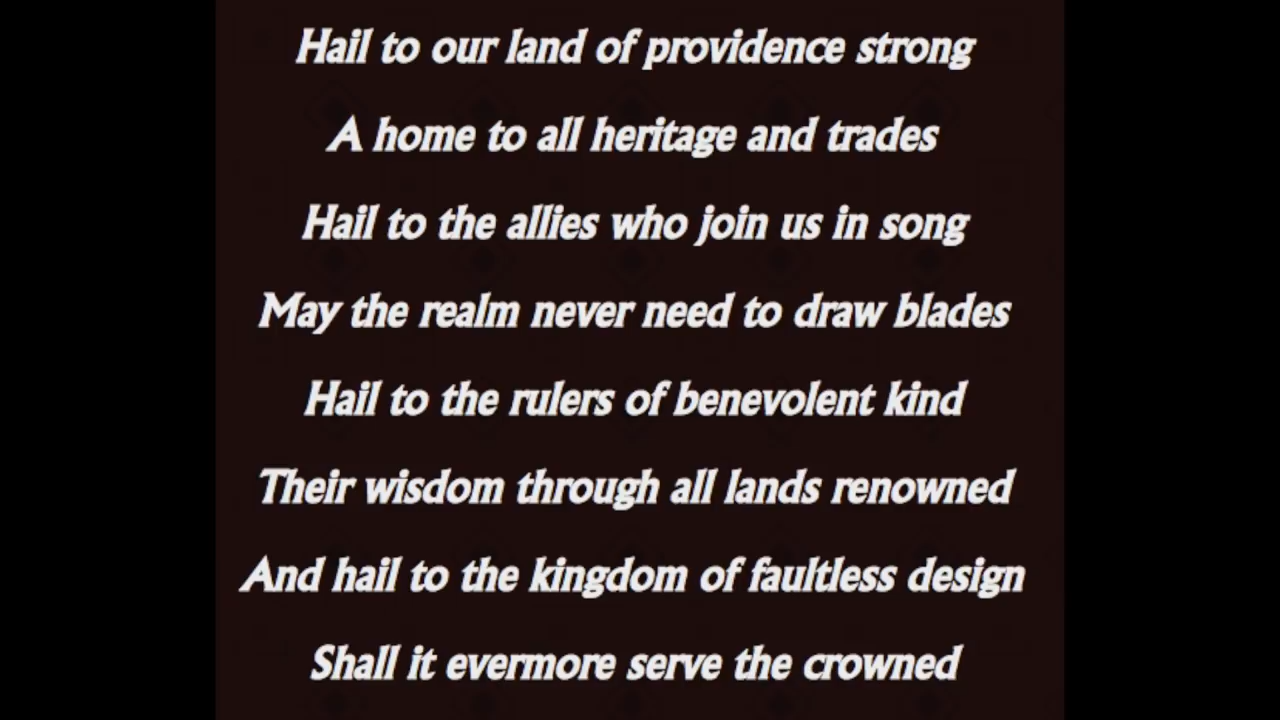 Hail to our land of providence strong
A home to all heritage and trades
Hail to the allies who join us in song
May the realm never need to draw blades
Hail to the rulers of benevolent kind
Their wisdom through all lands renowned
And hail to the kingdom of faultless design
Shall it evermore serve the crowned